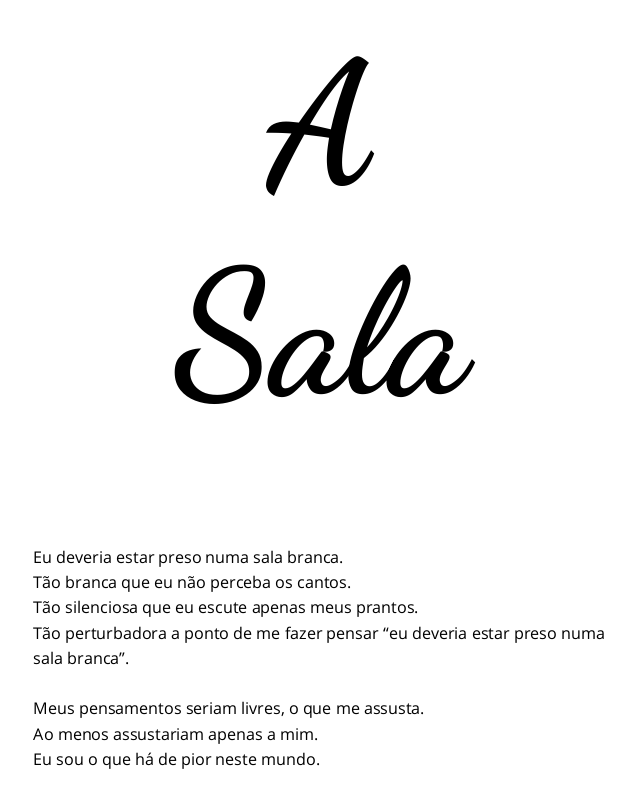 A
Sala
Eu deveria estar preso numa sala branca.
Tão branca que eu não perceba os cantos.
Tão silenciosa que eu escute apenas meus prantos.
Tão perturbadora a ponto de me fazer pensar “eu deveria estar preso numa
sala branca”.
Meus pensamentos seriam livres, o que me assusta.
Ao menos assustariam apenas a mim.
Eu sou o que há de pior neste mundo.